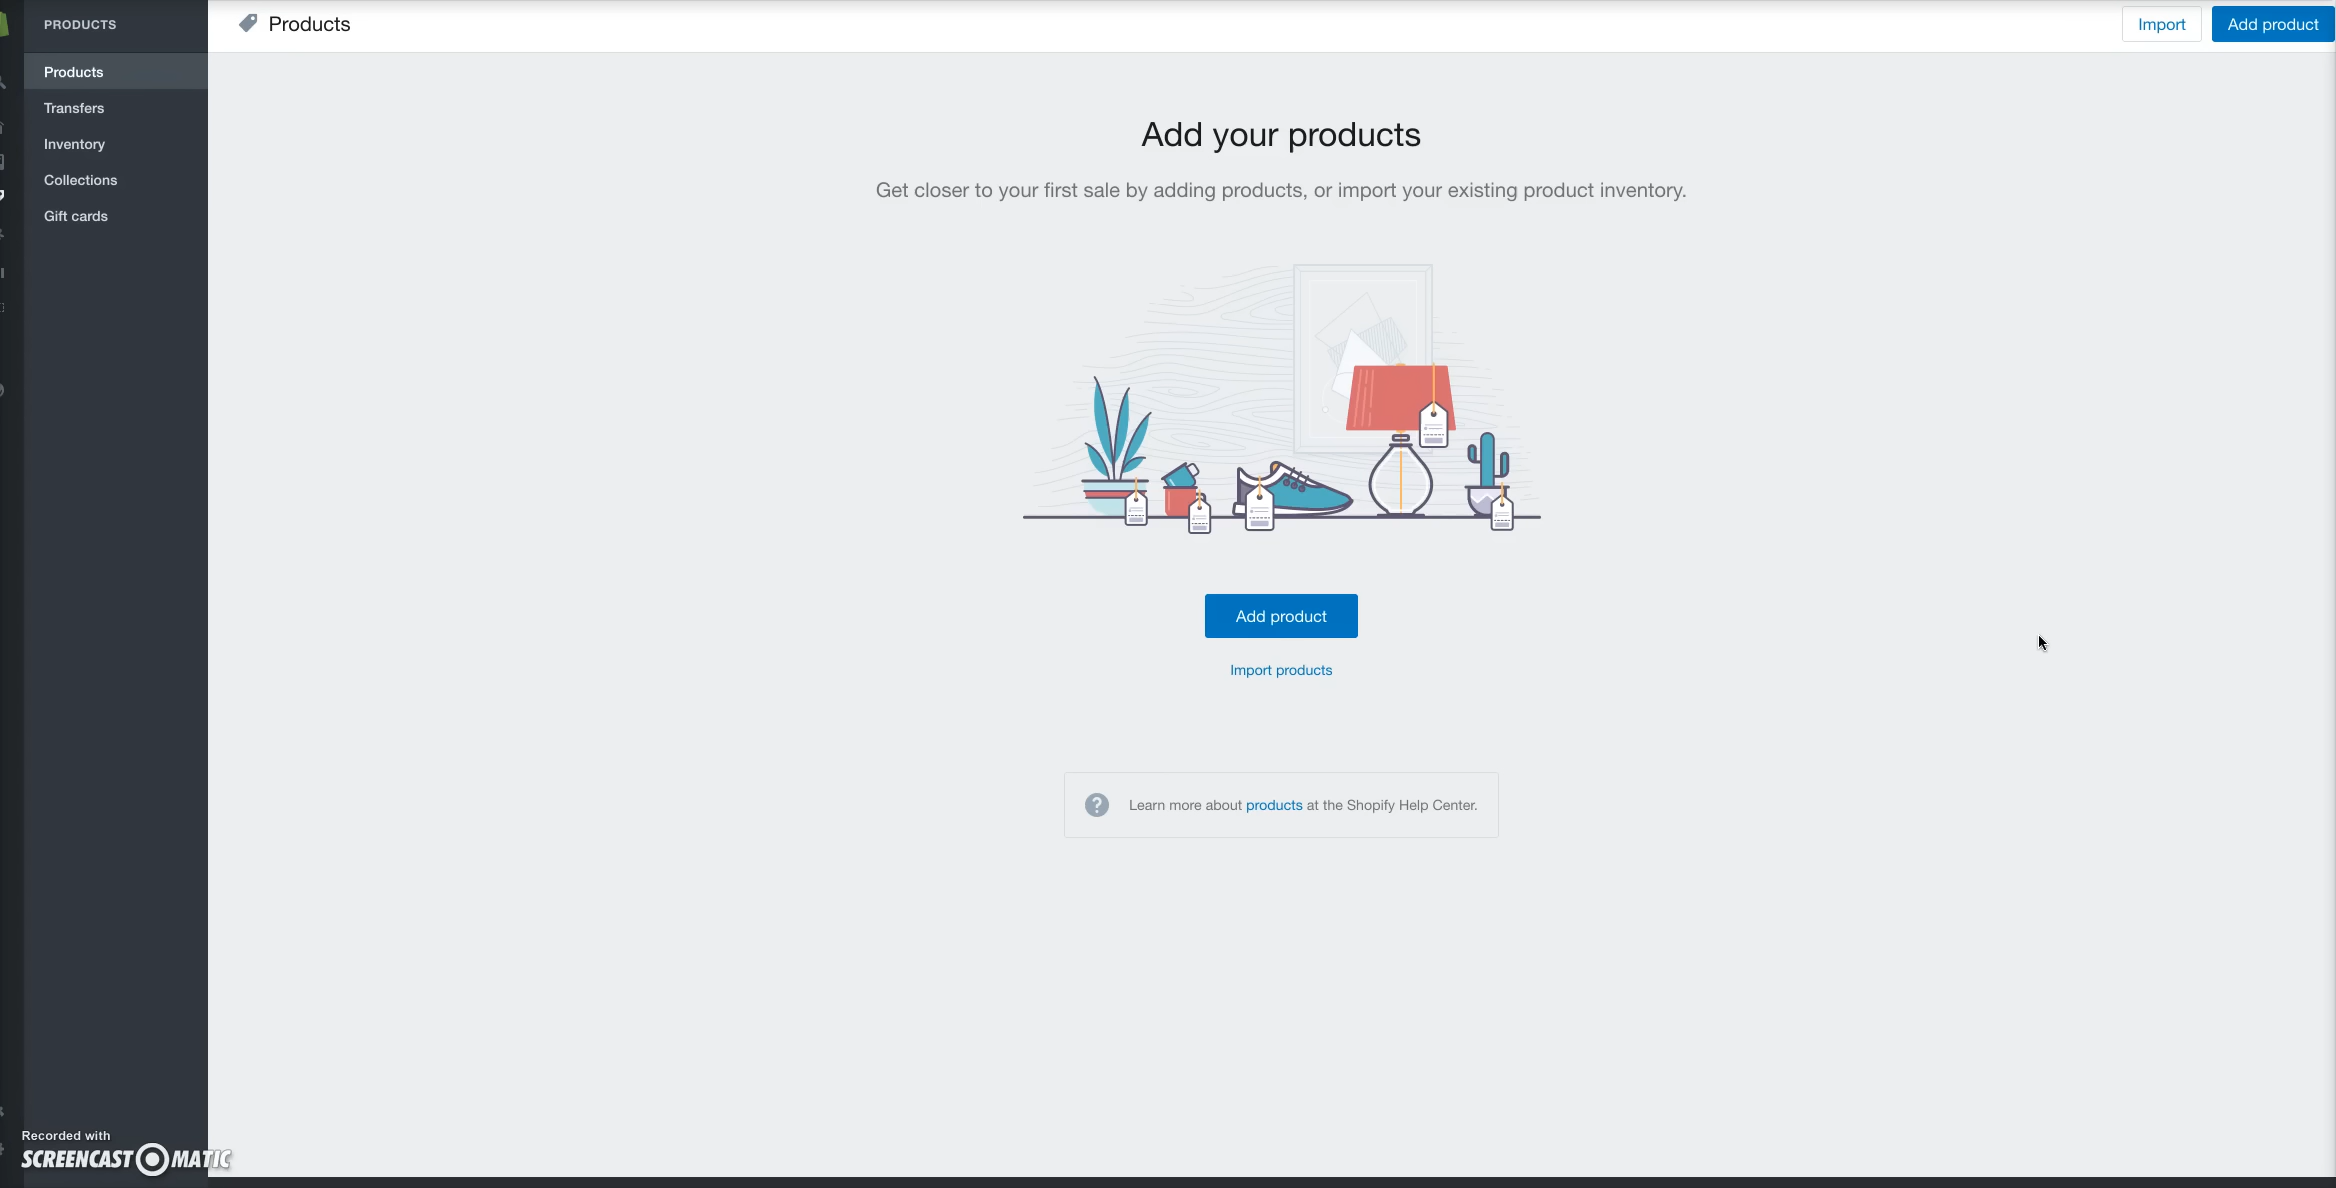 PRODUCTS
Products
Transfers
Inventory
Collections
Gift cards
Products
Import
Add product
Add your products
Get closer to your first sale by adding products, or import your existing product inventory.
Add product
Import products
Learn more about products at the Shopify Help Center.
Recorded with
SCREENCAST MATIC